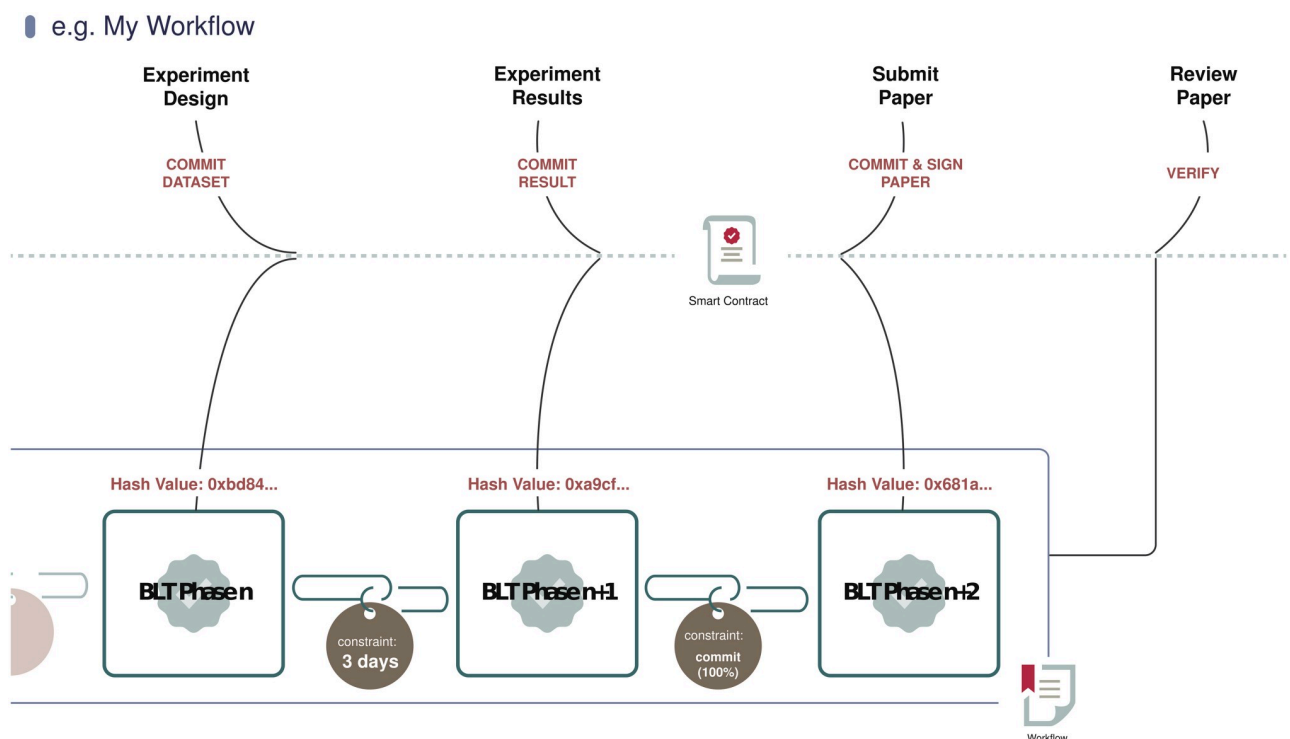 e.g. My Workflow
Experiment
Design
Experiment
Results
Submit
Paper
Review
Paper
COMMIT
DATASET
COMMIT
RESULT
COMMIT & SIGN
PAPER
VERIFY
Smart Contract
Hash Value: 0xbd84...
Hash Value: 0xa9cf...
Hash Value: 0x681a...
BLT Phase n
BLT Phase n+1
BLT Phase n+2
constraint:
3 days
constraint:
commit
(100%)
Workflow